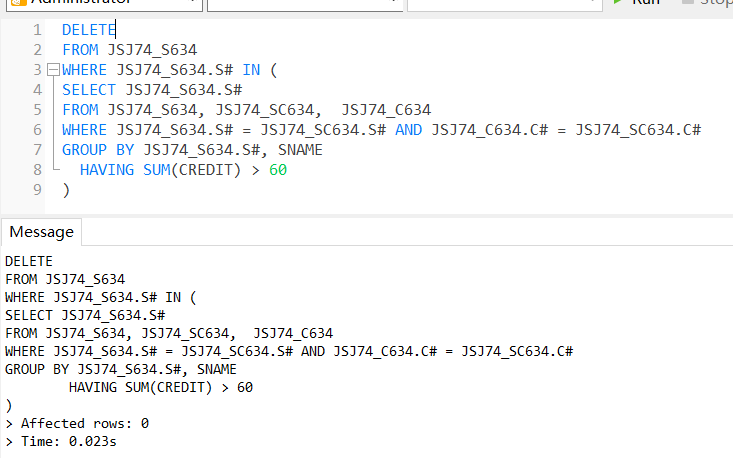 Administrator
Run
Stop
1 DELETE
2 FROM JSJ74_S634
3 WHERE JSJ74_S634.S# IN (
4 SELECT JSJ74_S634.S#
5 FROM JSJ74_S634, JSJ74_SC634,  JSJ74_C634
6 WHERE JSJ74_S634.S# = JSJ74_SC634.S# AND JSJ74_C634.C# = JSJ74_SC634.C#
7 GROUP BY JSJ74_S634.S#, SNAME
8   HAVING SUM(CREDIT) > 60
9 )
Message
DELETE
FROM JSJ74_S634
WHERE JSJ74_S634.S# IN (
SELECT JSJ74_S634.S#
FROM JSJ74_S634, JSJ74_SC634,  JSJ74_C634
WHERE JSJ74_S634.S# = JSJ74_SC634.S# AND JSJ74_C634.C# = JSJ74_SC634.C#
GROUP BY JSJ74_S634.S#, SNAME
        HAVING SUM(CREDIT) > 60
)
> Affected rows: 0
> Time: 0.023s